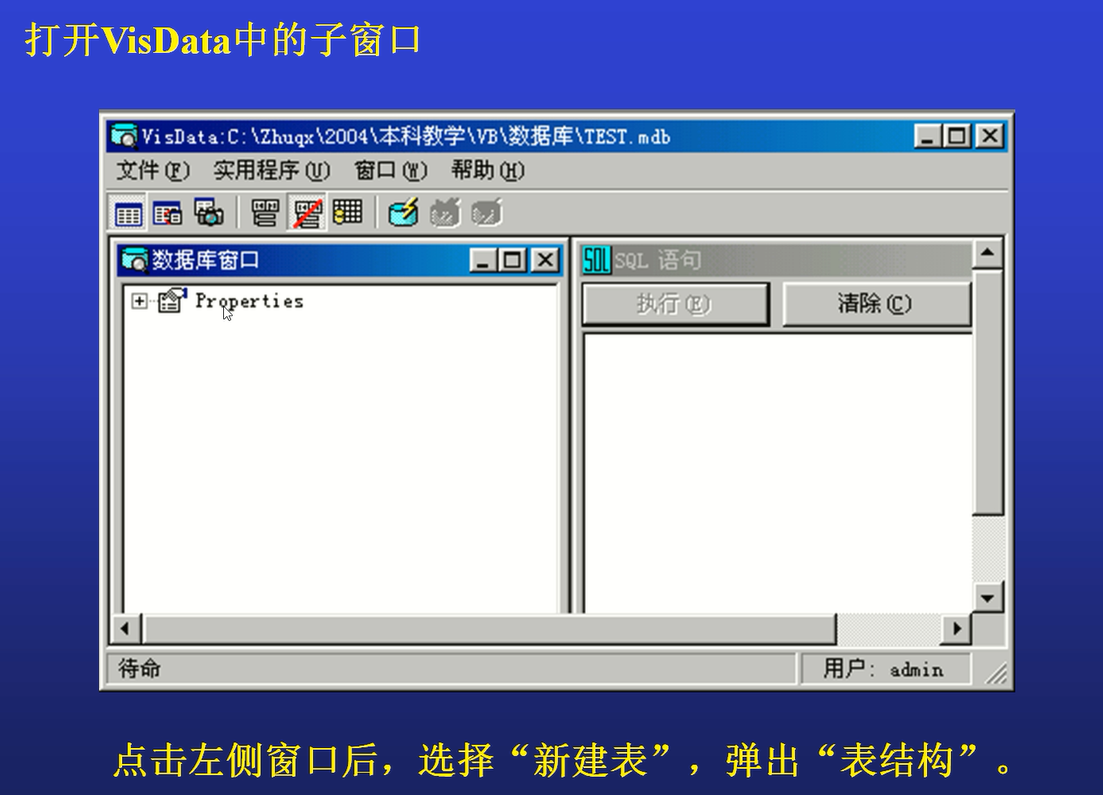 打开VisData中的子窗口
VisData:C:\Zhuqx\2004\本科教学\VB\数据库\TEST.mdb
文件(F) 实用程序(U) 窗口(W) 帮助(H)
数据库窗口
SQL SQL 语句
Properties
执行(E) 清除(C)
待命
用户: admin
点击左侧窗口后，选择“新建表”，弹出“表结构”。